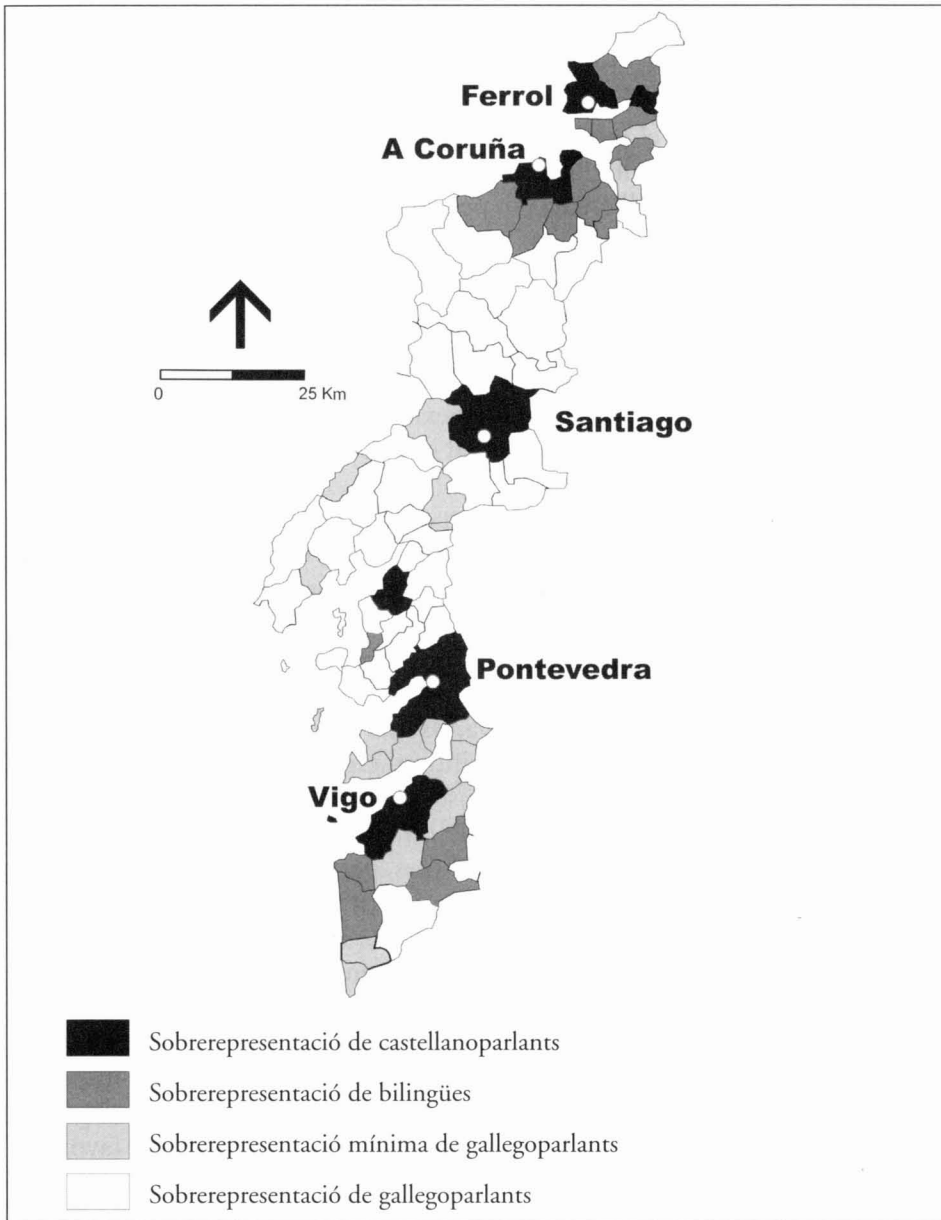 Ferrol
A Coruña
0 25 Km
Santiago
Pontevedra
Vigo
Sobrerepresentació de castellanoparlants
Sobrerepresentació de bilingües
Sobrerepresentació mínima de gallegoparlants
Sobrerepresentació de gallegoparlants